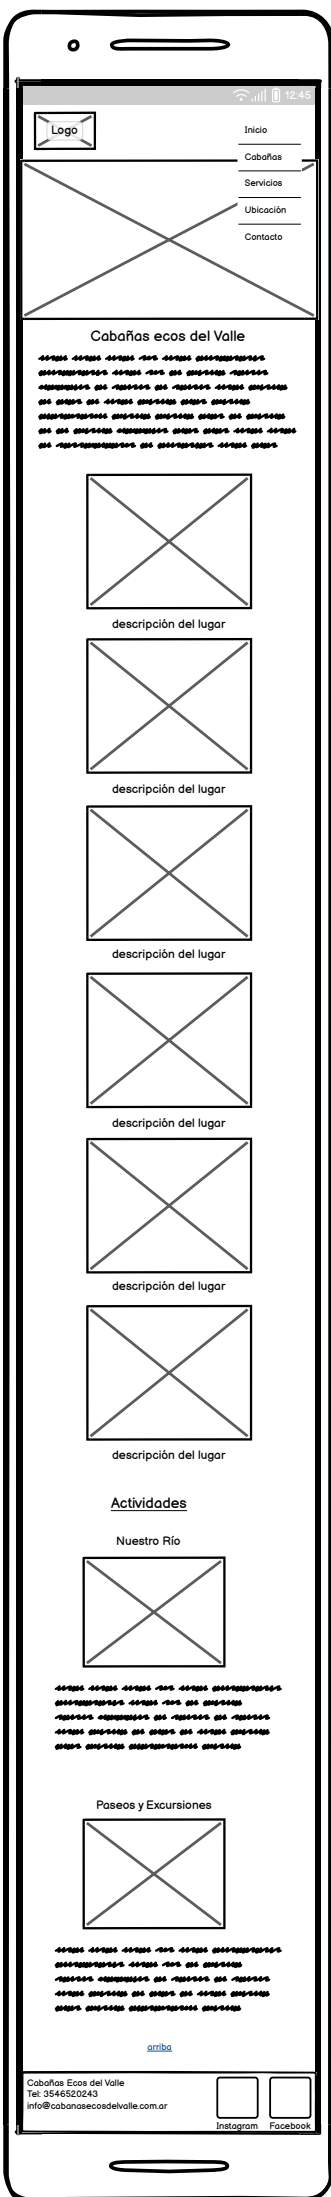 12:45
Logo
Inicio
Cabañas
Servicios
Ubicación
Contacto
Cabañas ecos del Valle
descripción del lugar
descripción del lugar
descripción del lugar
descripción del lugar
descripción del lugar
descripción del lugar
Actividades
Nuestro Río
Paseos y Excursiones
arriba
Cabañas Ecos del Valle
Tel: 3546520243
info@cabanasecosdelvalle.com.ar
Instagram
Facebook